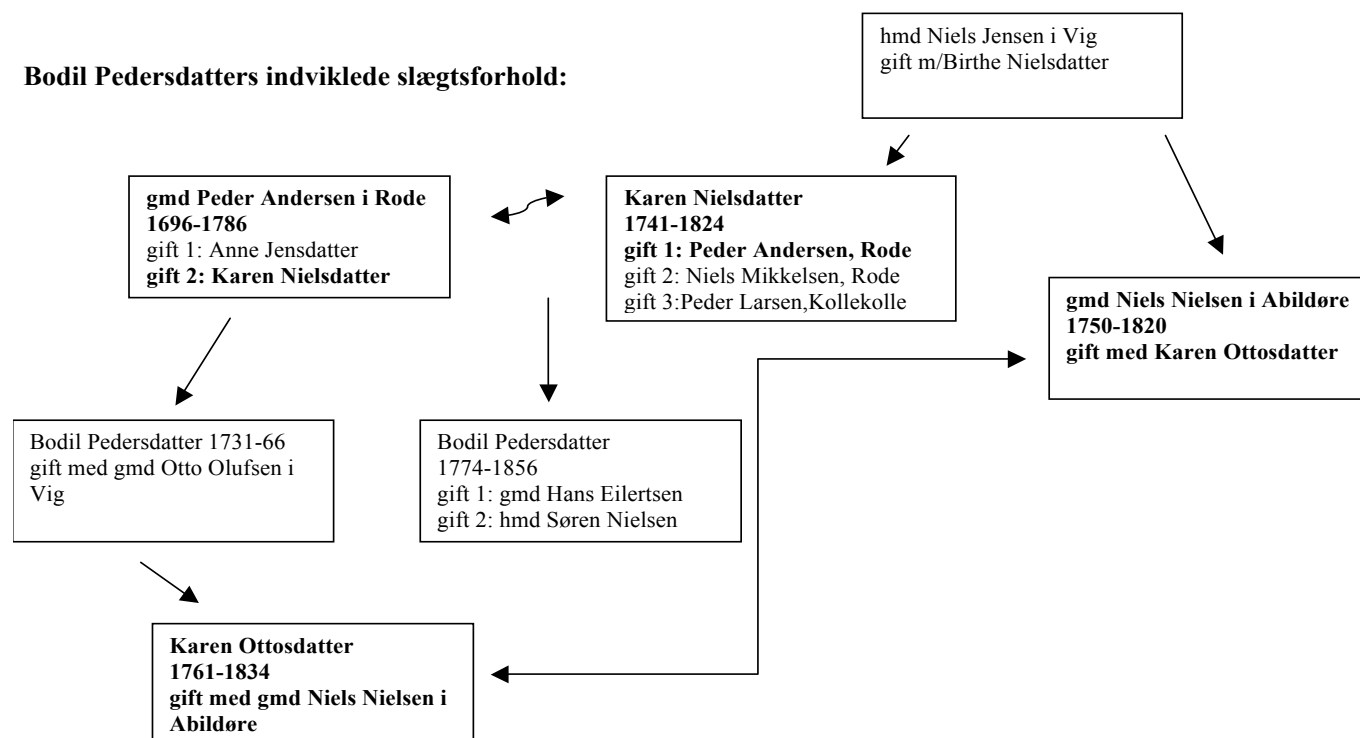 hmd Niels Jensen i Vig
gift m/Birthe Nielsdatter
Bodil Pedersdatters indviklede slægtsforhold:
gmd Peder Andersen i Rode
1696-1786
gift 1: Anne Jensdatter
gift 2: Karen Nielsdatter
Karen Nielsdatter
1741-1824
gift 1: Peder Andersen, Rode
gift 2: Niels Mikkelsen, Rode
gift 3:Peder Larsen,Kollekolle
gmd Niels Nielsen i Abildøre
1750-1820
gift med Karen Ottosdatter
Bodil Pedersdatter 1731-66
gift med gmd Otto Olufsen i
Vig
Bodil Pedersdatter
1774-1856
gift 1: gmd Hans Eilertsen
gift 2: hmd Søren Nielsen
Karen Ottosdatter
1761-1834
gift med gmd Niels Nielsen i
Abildøre